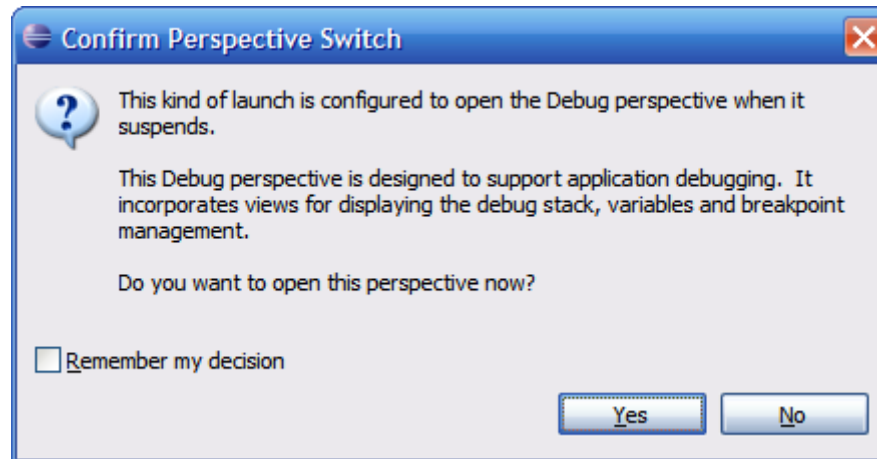 Confirm Perspective Switch
This kind of launch is configured to open the Debug perspective when it
suspends.
This Debug perspective is designed to support application debugging.  It
incorporates views for displaying the debug stack, variables and breakpoint
management.
Do you want to open this perspective now?
Remember my decision
Yes
No